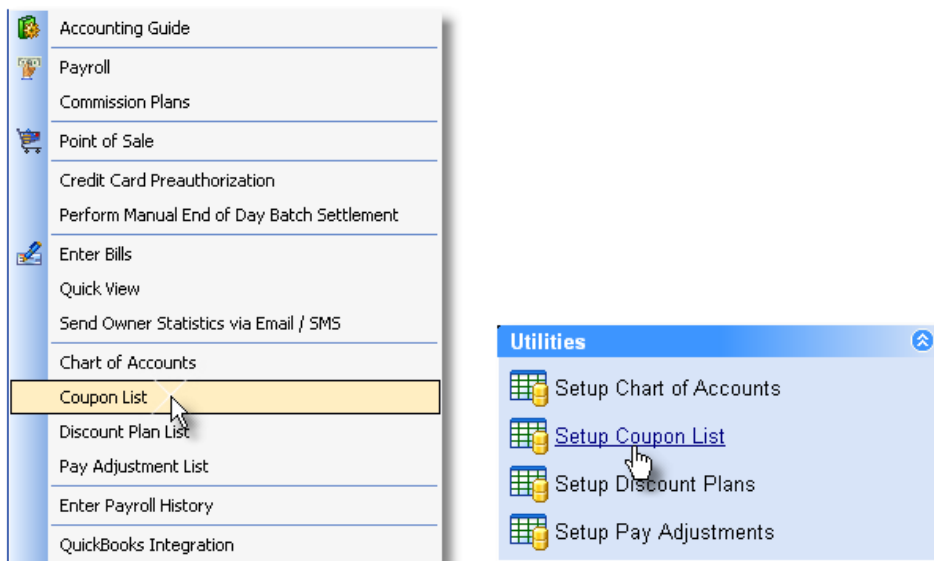 Accounting Guide
Payroll
Commission Plans
Point of Sale
Credit Card Preauthorization
Perform Manual End of Day Batch Settlement
Enter Bills
Quick View
Send Owner Statistics via Email / SMS
Chart of Accounts
Coupon List
Discount Plan List
Pay Adjustment List
Enter Payroll History
QuickBooks Integration
Utilities
Setup Chart of Accounts
Setup Coupon List
Setup Discount Plans
Setup Pay Adjustments